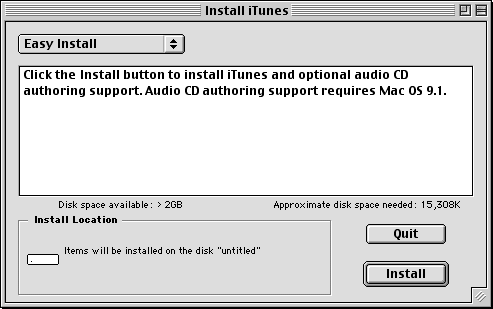 Install iTunes
Easy Install
Click the Install button to install iTunes and optional audio CD
authoring support. Audio CD authoring support requires Mac OS 9.1.
Disk space available: > 2GB
Approximate disk space needed: 15,308K
Install Location
Items will be installed on the disk "untitled"
Quit
Install